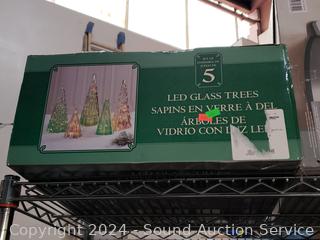 5
LED GLASS TREES
SAPINS EN VERRE À DEL
ÁRBOLES DE
VIDRIO CON LUZ LED
Copyright 2024 - Sound Auction Service